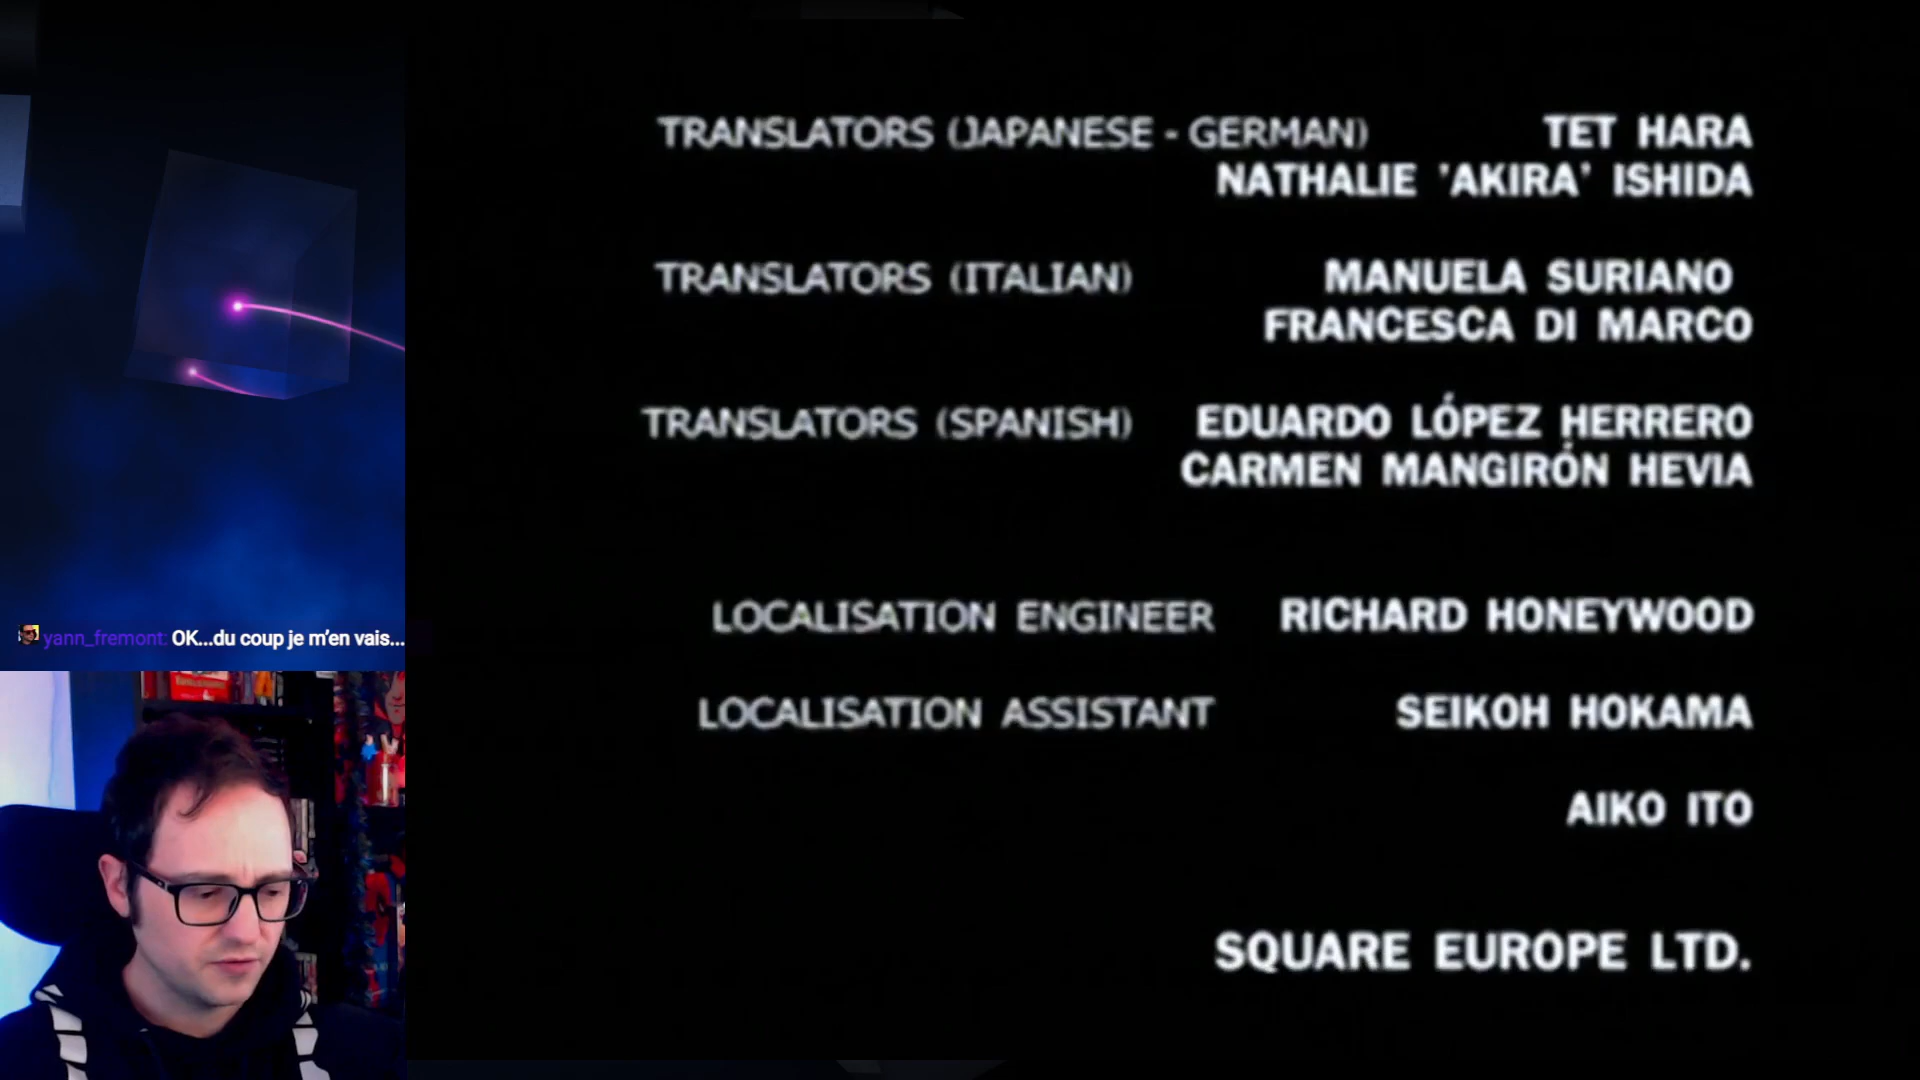 TRANSLATORS (JAPANESE - GERMAN) TET HARA
NATHALIE 'AKIRA' ISHIDA
TRANSLATORS (ITALIAN) MANUELA SURIANO
FRANCESCA DI MARCO
TRANSLATORS (SPANISH) EDUARDO LÓPEZ HERRERO
CARMEN MANGIRÓN HEVIA
LOCALISATION ENGINEER RICHARD HONEYWOOD
LOCALISATION ASSISTANT SEIKOH HOKAMA
AIKO ITO
SQUARE EUROPE LTD.
yann_fremont: OK...du coup je m'en vais...